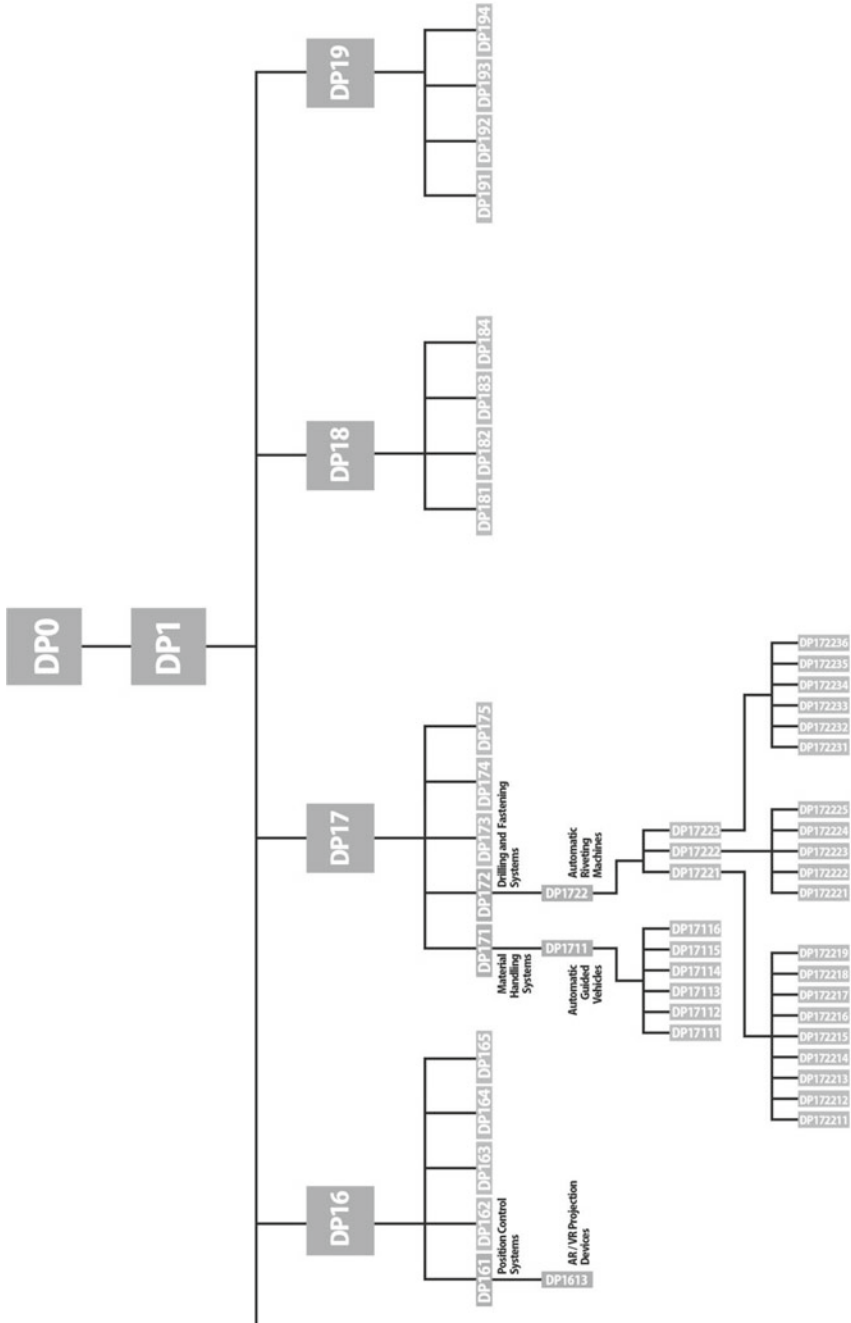 DP0
DP1
DP16
DP17
DP18
DP19
DP161
DP162
DP163
DP164
DP165
DP171
DP172
DP173
DP174
DP175
DP181
DP182
DP183
DP184
DP191
DP192
DP193
DP194
Position Control
Systems
Material
Handling
Systems
Drilling and Fastening
Systems
DP1613
DP1711
DP1722
AR / VR Projection
Devices
Automatic
Guided
Vehicles
Automatic
Riveting
Machines
DP17111
DP17112
DP17113
DP17114
DP17115
DP17116
DP17221
DP17222
DP17223
DP172211
DP172212
DP172213
DP172214
DP172215
DP172216
DP172217
DP172218
DP172219
DP172221
DP172222
DP172223
DP172224
DP172225
DP172231
DP172232
DP172233
DP172234
DP172235
DP172236